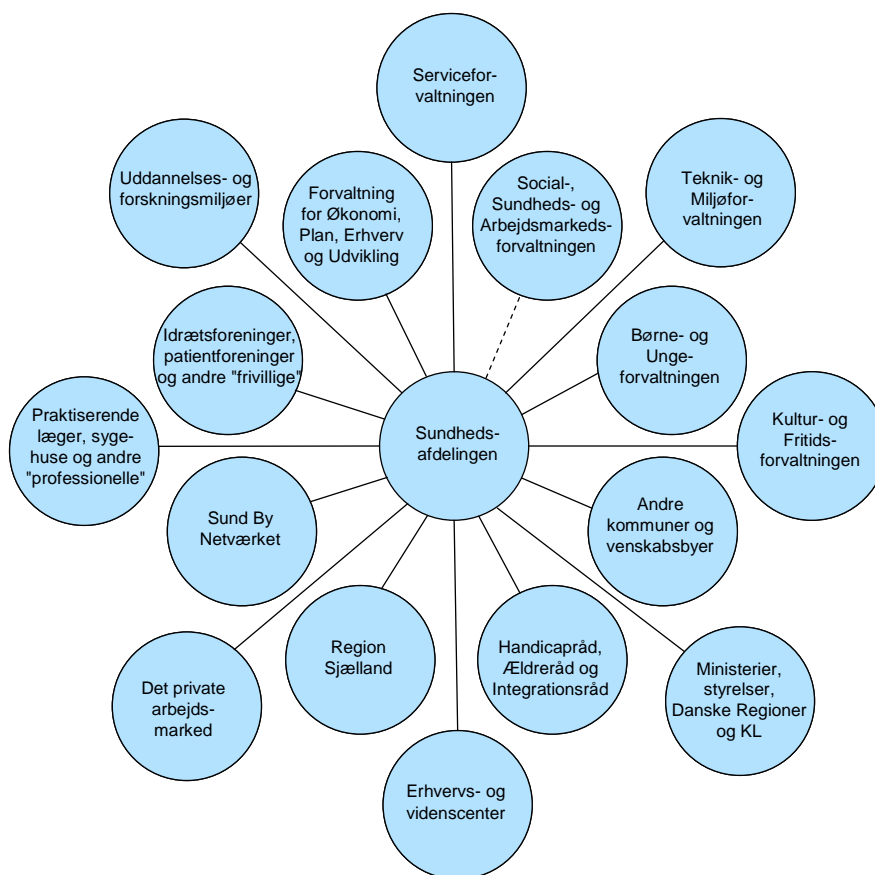 Servicefor-
valtningen
Uddannelses- og
forskningsmiljøer
Forvaltning
for Økonomi,
Plan, Erhverv
og Udvikling
Social-,
Sundheds- og
Arbejdsmarkeds-
forvaltningen
Teknik- og
Miljøfor-
valtningen
Idrætsforeninger,
patientforeninger
og andre "frivillige"
Børne- og
Unge-
forvaltningen
Praktiserende
læger, syge-
huse og andre
"professionelle"
Sundheds-
afdelingen
Kultur- og
Fritids-
forvaltningen
Sund By
Netværket
Andre
kommuner og
venskabsbyer
Det private
arbejds-
marked
Region
Sjælland
Handicapråd,
Ældreråd og
Integrationsråd
Ministerier,
styrelser,
Danske Regioner
og KL
Erhvervs- og
videnscenter